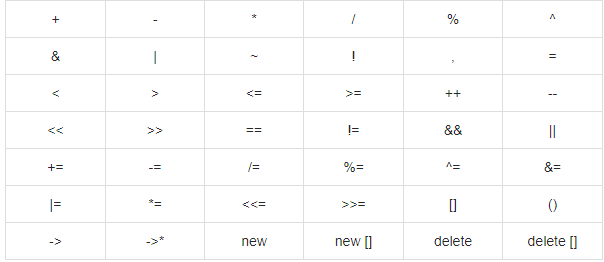 + - * / % ^
& | ~ ! , =
< > <= >= ++ --
<< >> == != && ||
+= -= /= %= ^= &=
|= *= <<= >>= [] ()
-> ->* new new [] delete delete []